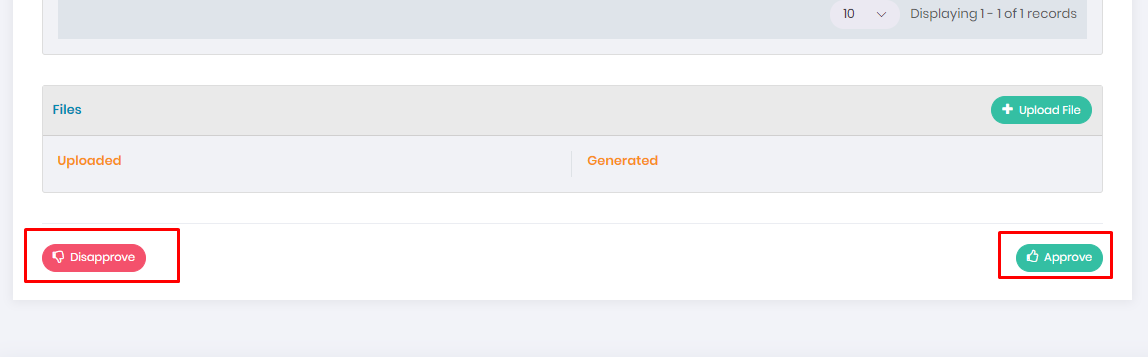 10 Displaying 1 - 1 of 1 records
Files
Upload File
Uploaded
Generated
Disapprove
Approve